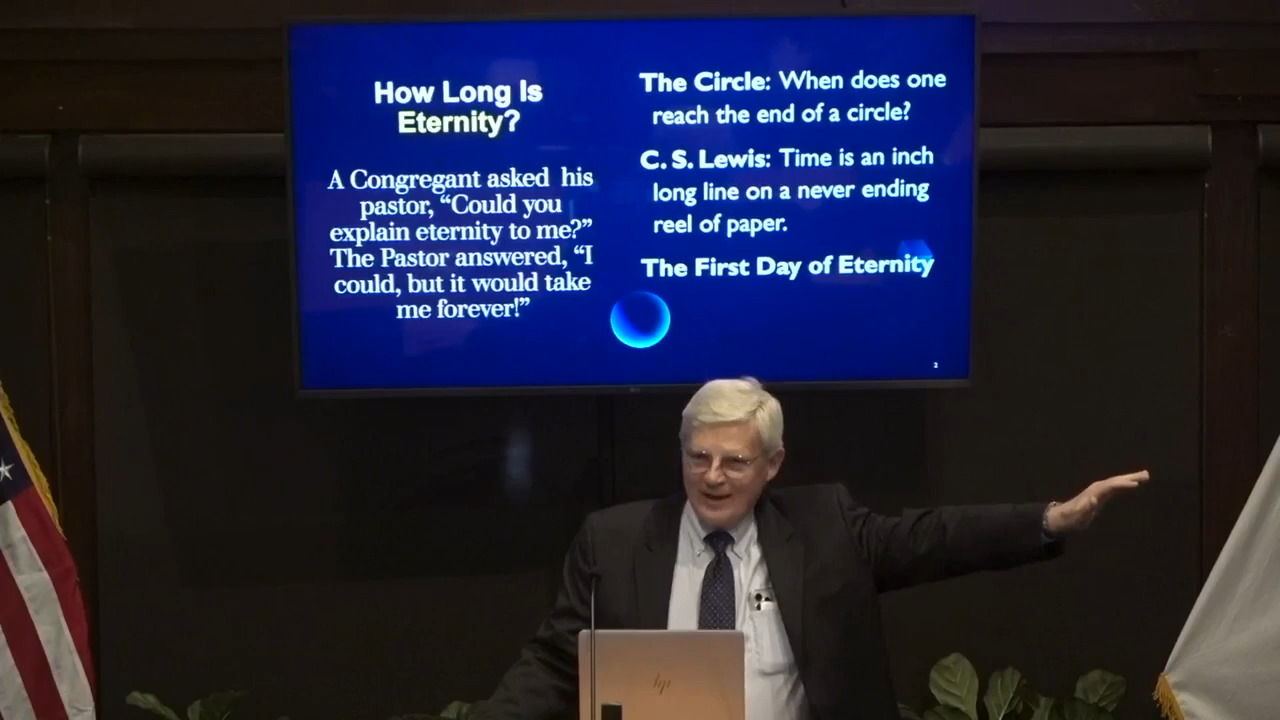 How Long Is
Eternity?
A Congregant asked his
pastor, “Could you
explain eternity to me?”
The Pastor answered, “I
could, but it would take
me forever!”
The Circle: When does one
reach the end of a circle?
C. S. Lewis: Time is an inch
long line on a never ending
reel of paper.
The First Day of Eternity
2
LG
hp